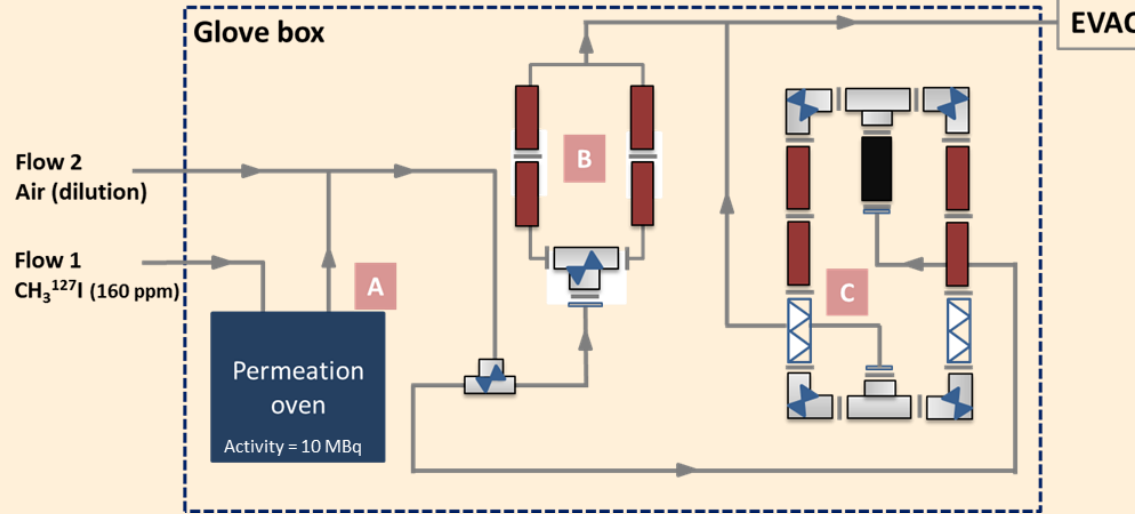 Glove box
EVAC
Flow 2
Air (dilution)
Flow 1
CH₃¹²⁷I (160 ppm)
A
B
C
Permeation
oven
Activity = 10 MBq